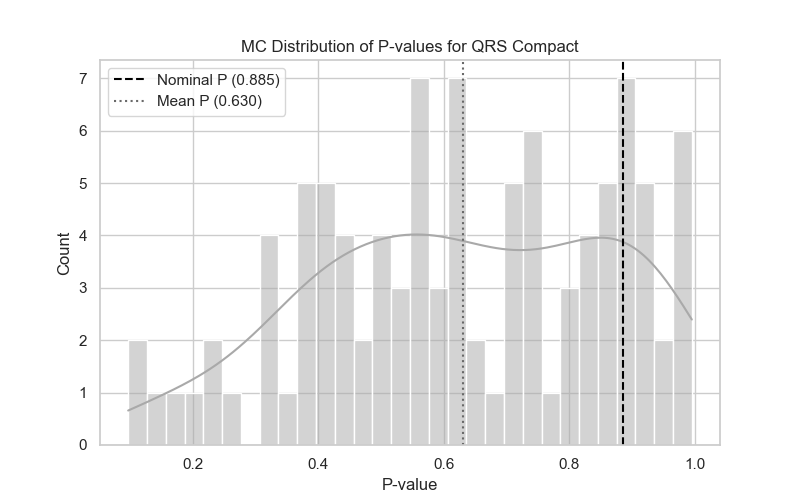 MC Distribution of P-values for QRS Compact
Nominal P (0.885)
Mean P (0.630)
Count
7
6
5
4
3
2
1
0
0.2 0.4 0.6 0.8 1.0
P-value